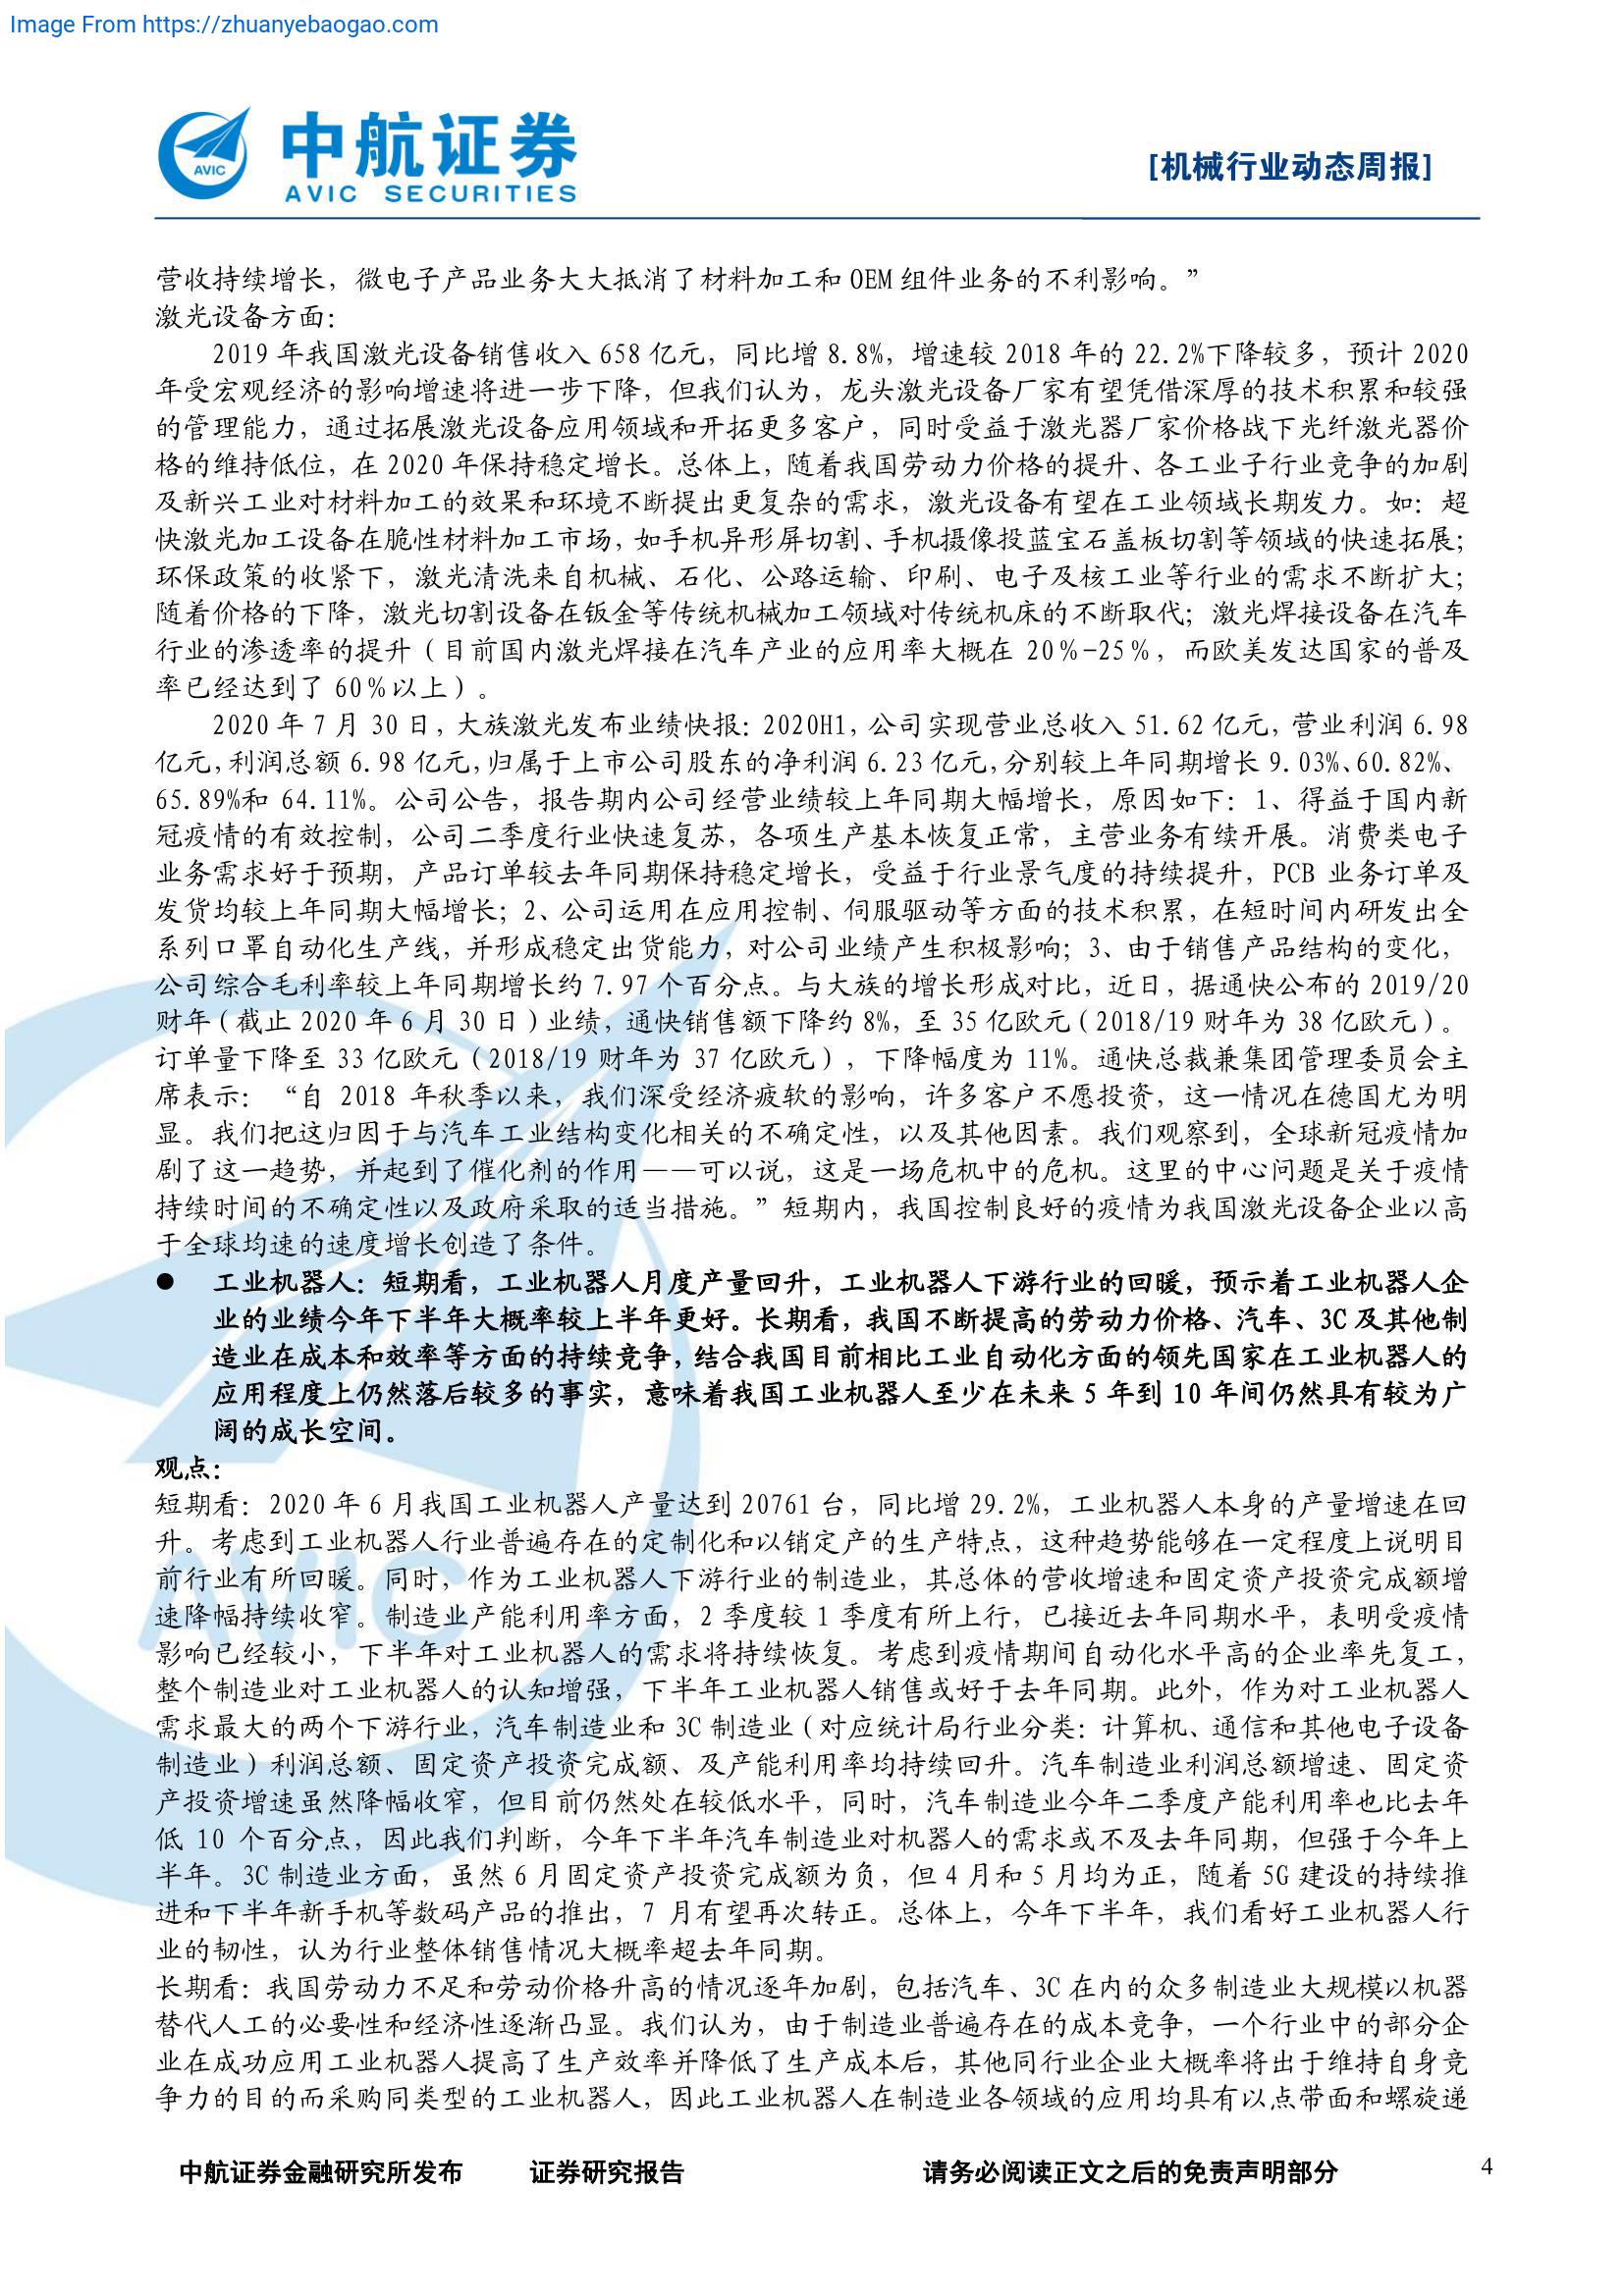 Image From https://zhuanyebaogao.com
AVIC
中航证券
AVIC SECURITIES
[机械行业动态周报]
营收持续增长，微电子产品业务大大抵消了材料加工和 OEM 组件业务的不利影响。”
激光设备方面：
2019 年我国激光设备销售收入 658 亿元，同比增 8.8%，增速较 2018 年的 22.2%下降较多，预计 2020
年受宏观经济的影响增速将进一步下降，但我们认为，龙头激光设备厂家有望凭借深厚的技术积累和较强
的管理能力，通过拓展激光设备应用领域和开拓更多客户，同时受益于激光器厂家价格战下光纤激光器价
格的维持低位，在 2020 年保持稳定增长。总体上，随着我国劳动力价格的提升、各工业子行业竞争的加剧
及新兴工业对材料加工的效果和环境不断提出更复杂的需求，激光设备有望在工业领域长期发力。如：超
快激光加工设备在脆性材料加工市场，如手机异形屏切割、手机摄像投蓝宝石盖板切割等领域的快速拓展；
环保政策的收紧下，激光清洗来自机械、石化、公路运输、印刷、电子及核工业等行业的需求不断扩大；
随着价格的下降，激光切割设备在钣金等传统机械加工领域对传统机床的不断取代；激光焊接设备在汽车
行业的渗透率的提升（目前国内激光焊接在汽车产业的应用率大概在 20％-25％，而欧美发达国家的普及
率已经达到了 60％以上）。
2020 年 7 月 30 日，大族激光发布业绩快报：2020H1，公司实现营业总收入 51.62 亿元，营业利润 6.98
亿元，利润总额 6.98 亿元，归属于上市公司股东的净利润 6.23 亿元，分别较上年同期增长 9.03%、60.82%、
65.89%和 64.11%。公司公告，报告期内公司经营业绩较上年同期大幅增长，原因如下：1、得益于国内新
冠疫情的有效控制，公司二季度行业快速复苏，各项生产基本恢复正常，主营业务有续开展。消费类电子
业务需求好于预期，产品订单较去年同期保持稳定增长，受益于行业景气度的持续提升，PCB 业务订单及
发货均较上年同期大幅增长；2、公司运用在应用控制、伺服驱动等方面的技术积累，在短时间内研发出全
系列口罩自动化生产线，并形成稳定出货能力，对公司业绩产生积极影响；3、由于销售产品结构的变化，
公司综合毛利率较上年同期增长约 7.97 个百分点。与大族的增长形成对比，近日，据通快公布的 2019/20
财年（截止 2020 年 6 月 30 日）业绩，通快销售额下降约 8%，至 35 亿欧元（2018/19 财年为 38 亿欧元）。
订单量下降至 33 亿欧元（2018/19 财年为 37 亿欧元），下降幅度为 11%。通快总裁兼集团管理委员会主
席表示：“自 2018 年秋季以来，我们深受经济疲软的影响，许多客户不愿投资，这一情况在德国尤为明
显。我们把这归因于与汽车工业结构变化相关的不确定性，以及其他因素。我们观察到，全球新冠疫情加
剧了这一趋势，并起到了催化剂的作用——可以说，这是一场危机中的危机。这里的中心问题是关于疫情
持续时间的不确定性以及政府采取的适当措施。”短期内，我国控制良好的疫情为我国激光设备企业以高
于全球均速的速度增长创造了条件。
● 工业机器人：短期看，工业机器人月度产量回升，工业机器人下游行业的回暖，预示着工业机器人企
业的业绩今年下半年大概率较上半年更好。长期看，我国不断提高的劳动力价格、汽车、3C 及其他制
造业在成本和效率等方面的持续竞争，结合我国目前相比工业自动化方面的领先国家在工业机器人的
应用程度上仍然落后较多的事实，意味着我国工业机器人至少在未来 5 年到 10 年间仍然具有较为广
阔的成长空间。
观点：
短期看：2020 年 6 月我国工业机器人产量达到 20761 台，同比增 29.2%，工业机器人本身的产量增速在回
升。考虑到工业机器人行业普遍存在的定制化和以销定产的生产特点，这种趋势能够在一定程度上说明目
前行业有所回暖。同时，作为工业机器人下游行业的制造业，其总体的营收增速和固定资产投资完成额增
速降幅持续收窄。制造业产能利用率方面，2 季度较 1 季度有所上行，已接近去年同期水平，表明受疫情
影响已经较小，下半年对工业机器人的需求将持续恢复。考虑到疫情期间自动化水平高的企业率先复工，
整个制造业对工业机器人的认知增强，下半年工业机器人销售或好于去年同期。此外，作为对工业机器人
需求最大的两个下游行业，汽车制造业和 3C 制造业（对应统计局行业分类：计算机、通信和其他电子设备
制造业）利润总额、固定资产投资完成额、及产能利用率均持续回升。汽车制造业利润总额增速、固定资
产投资增速虽然降幅收窄，但目前仍然处在较低水平，同时，汽车制造业今年二季度产能利用率也比去年
低 10 个百分点，因此我们判断，今年下半年汽车制造业对机器人的需求或不及去年同期，但强于今年上
半年。3C 制造业方面，虽然 6 月固定资产投资完成额为负，但 4 月和 5 月均为正，随着 5G 建设的持续推
进和下半年新手机等数码产品的推出，7 月有望再次转正。总体上，今年下半年，我们看好工业机器人行
业的韧性，认为行业整体销售情况大概率超去年同期。
长期看：我国劳动力不足和劳动价格升高的情况逐年加剧，包括汽车、3C 在内的众多制造业大规模以机器
替代人工的必要性和经济性逐渐凸显。我们认为，由于制造业普遍存在的成本竞争，一个行业中的部分企
业在成功应用工业机器人提高了生产效率并降低了生产成本后，其他同行业企业大概率将出于维持自身竞
争力的目的而采购同类型的工业机器人，因此工业机器人在制造业各领域的应用均具有以点带面和螺旋递
中航证券金融研究所发布 证券研究报告 请务必阅读正文之后的免责声明部分 4